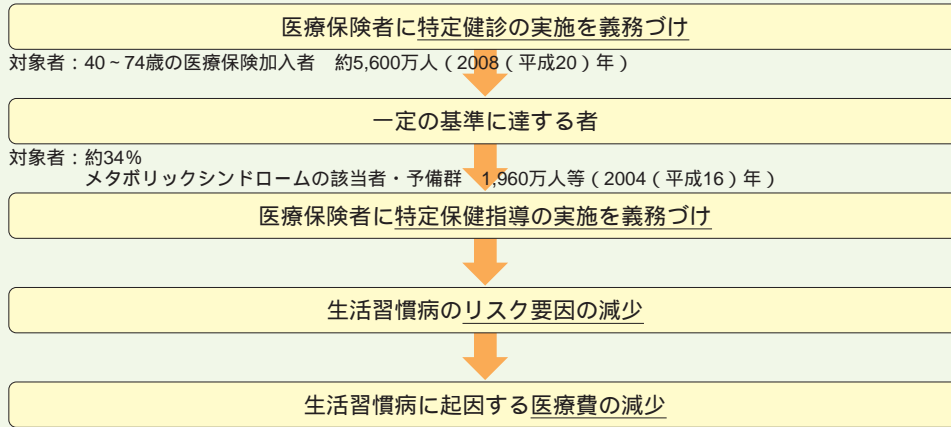 医療保険者に特定健診の実施を義務づけ
対象者：40～74歳の医療保険加入者　約5,600万人（2008（平成20）年）
一定の基準に達する者
対象者：約34%
メタボリックシンドロームの該当者・予備群　1,960万人等（2004（平成16）年）
医療保険者に特定保健指導の実施を義務づけ
生活習慣病のリスク要因の減少
生活習慣病に起因する医療費の減少